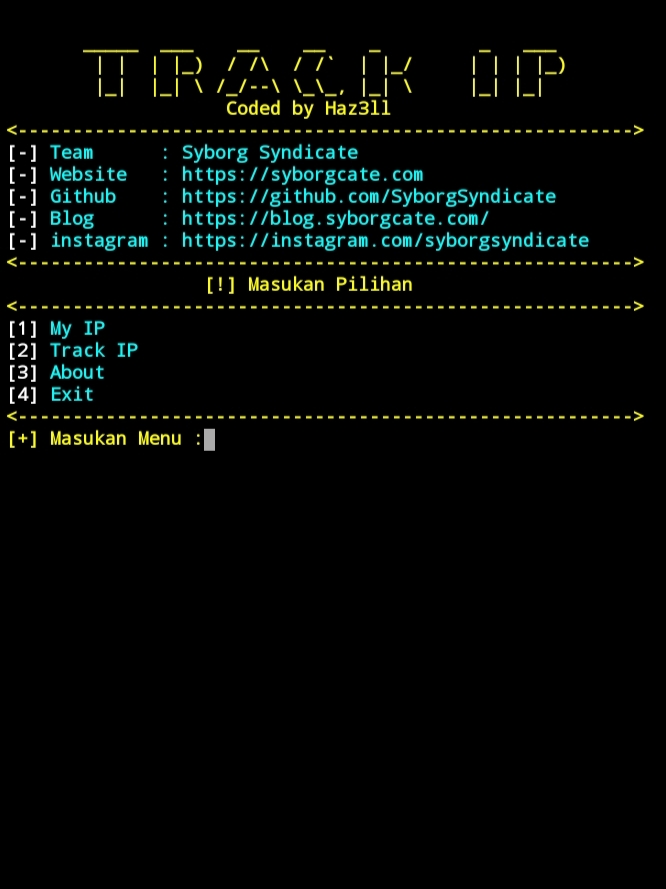 TRACK IP
Coded by Haz3ll
<--------------------------------------------------------->
[-] Team      : Syborg Syndicate
[-] Website   : https://syborgcate.com
[-] Github    : https://github.com/SyborgSyndicate
[-] Blog      : https://blog.syborgcate.com/
[-] instagram : https://instagram.com/syborgsyndicate
<--------------------------------------------------------->
[!] Masukan Pilihan
<--------------------------------------------------------->
[1] My IP
[2] Track IP
[3] About
[4] Exit
<--------------------------------------------------------->
[+] Masukan Menu :